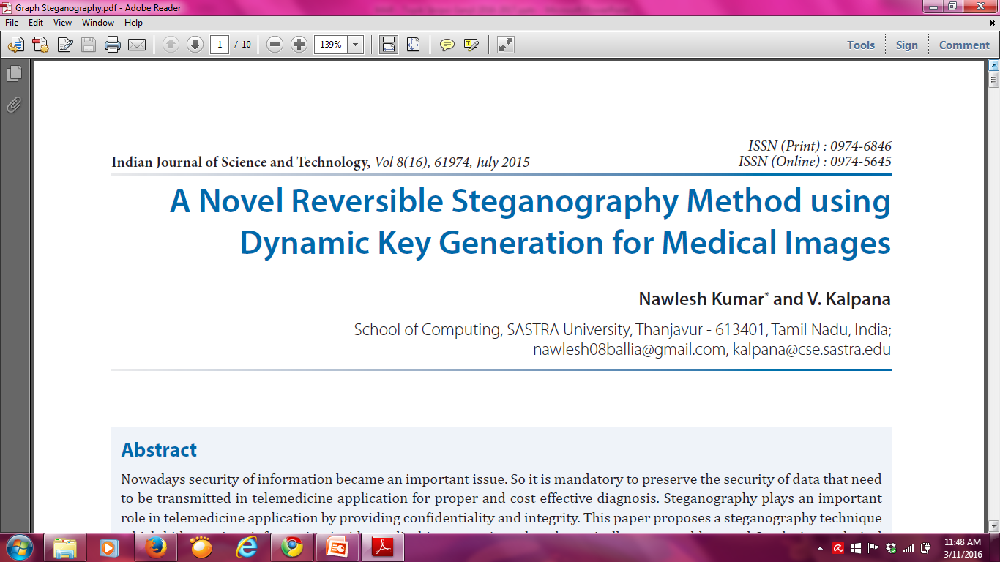 Graph Steganography.pdf - Adobe Reader
File Edit View Window Help
1 / 10 139% Tools Sign Comment
ISSN (Print) : 0974-6846
Indian Journal of Science and Technology, Vol 8(16), 61974, July 2015 ISSN (Online) : 0974-5645
A Novel Reversible Steganography Method using
Dynamic Key Generation for Medical Images
Nawlesh Kumar* and V. Kalpana
School of Computing, SASTRA University, Thanjavur - 613401, Tamil Nadu, India;
nawlesh08ballia@gmail.com, kalpana@cse.sastra.edu
Abstract
Nowadays security of information became an important issue. So it is mandatory to preserve the security of data that need
to be transmitted in telemedicine application for proper and cost effective diagnosis. Steganography plays an important
role in telemedicine application by providing confidentiality and integrity. This paper proposes a steganography technique
11:48 AM
3/11/2016